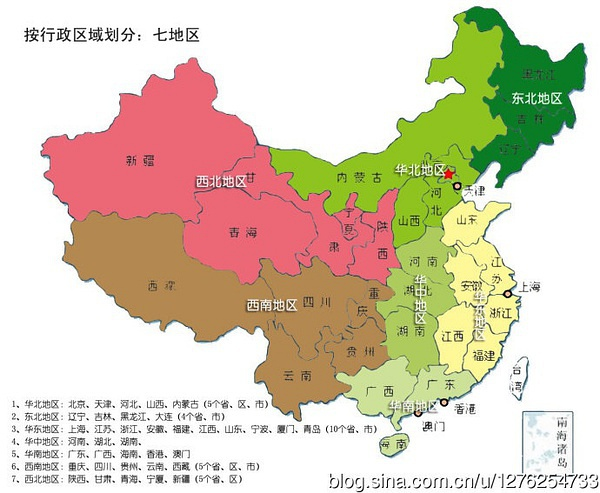 按行政区域划分：七地区
黑龙江
东北地区
吉林
辽宁
新疆
西北地区
甘
肃
内蒙古
华北地区
北京
天津
河北
山西
宁夏
陕西
青海
山东
西藏
西南地区
四川
重庆
河南
华中地区
湖北
湖南
安徽
江苏
上海
华东地区
浙江
江西
福建
贵州
云南
广西
广东
华南地区
香港
澳门
海南
台湾
南海诸岛
1、华北地区：北京、天津、河北、山西、内蒙古（5个省、区、市）
2、东北地区：辽宁、吉林、黑龙江、大连（4个省、市）
3、华东地区：上海、江苏、浙江、安徽、福建、江西、山东、宁波、厦门、青岛（10个省、市）
4、华中地区：河南、湖北、湖南、
5、华南地区：广东、广西、海南、香港、澳门
6、西南地区：重庆、四川、贵州、云南、西藏（5个省、区、市）
7、西北地区：陕西、甘肃、青海、宁夏、新疆（5个省、区）
blog.sina.com.cn/u/1276254733